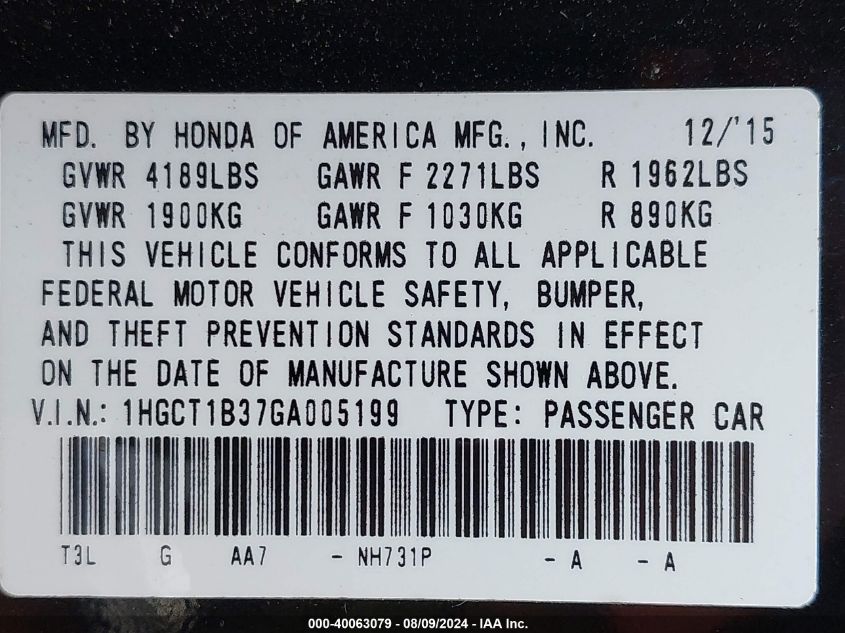 MFD. BY HONDA OF AMERICA MFG., INC. 12/'15
GVWR 4189LBS GAWR F 2271LBS R 1962LBS
GVWR 1900KG GAWR F 1030KG R 890KG
THIS VEHICLE CONFORMS TO ALL APPLICABLE
FEDERAL MOTOR VEHICLE SAFETY, BUMPER,
AND THEFT PREVENTION STANDARDS IN EFFECT
ON THE DATE OF MANUFACTURE SHOWN ABOVE.
V.I.N.: 1HGCT1B37GA005199 TYPE: PASSENGER CAR
T3L G AA7 - NH731P - A - A
000-40063079 - 08/09/2024 - IAA Inc.